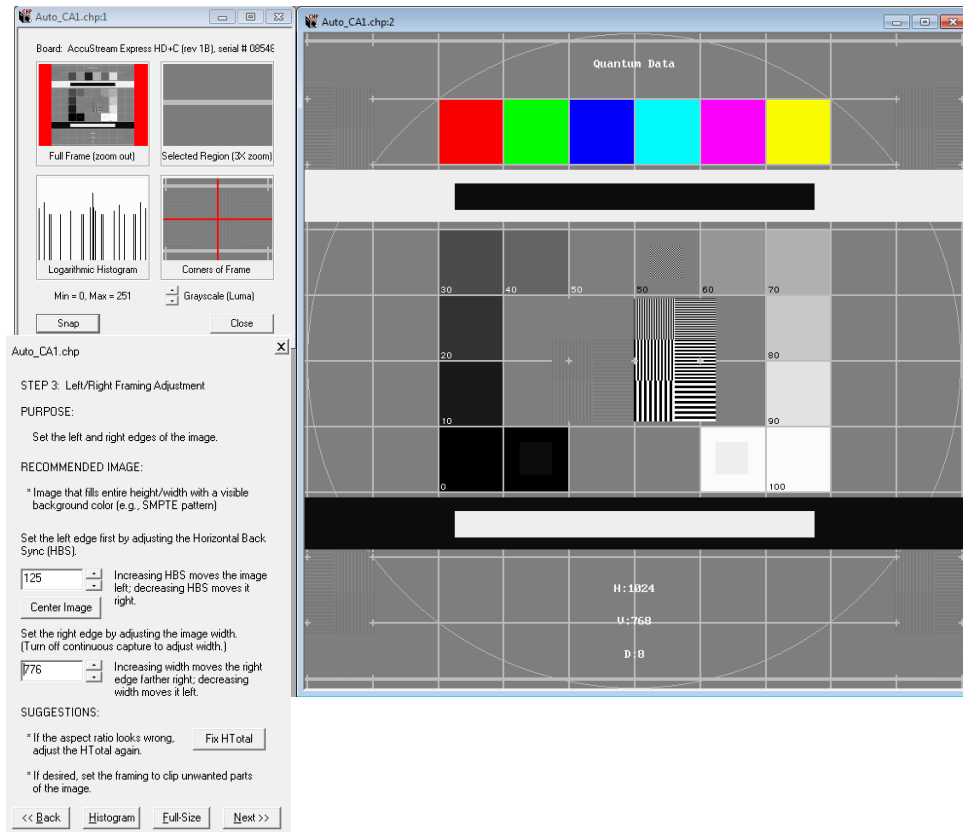 Auto_CA1.chp:1
Board: AccuStream Express HD+C (rev 1B), serial # 08548
Full Frame (zoom out)
Selected Region (3X zoom)
Logarithmic Histogram
Corners of Frame
Min = 0, Max = 251
Grayscale (Luma)
Snap
Close
Auto_CA1.chp
STEP 3: Left/Right Framing Adjustment
PURPOSE:
Set the left and right edges of the image.
RECOMMENDED IMAGE:
* Image that fills entire height/width with a visible
background color (e.g., SMPTE pattern)
Set the left edge first by adjusting the Horizontal Back
Sync (HBS).
125
Increasing HBS moves the image
left; decreasing HBS moves it
right.
Center Image
Set the right edge by adjusting the image width.
(Turn off continuous capture to adjust width.)
776
Increasing width moves the right
edge farther right; decreasing
width moves it left.
SUGGESTIONS:
* If the aspect ratio looks wrong,
adjust the HTotal again.
Fix HTotal
* If desired, set the framing to clip unwanted parts
of the image.
<< Back
Histogram
Full-Size
Next >>
Auto_CA1.chp:2
Quantum Data
30 40 50 50 60 70
20 80
10 90
0 100
H:1024
V:768
D:8